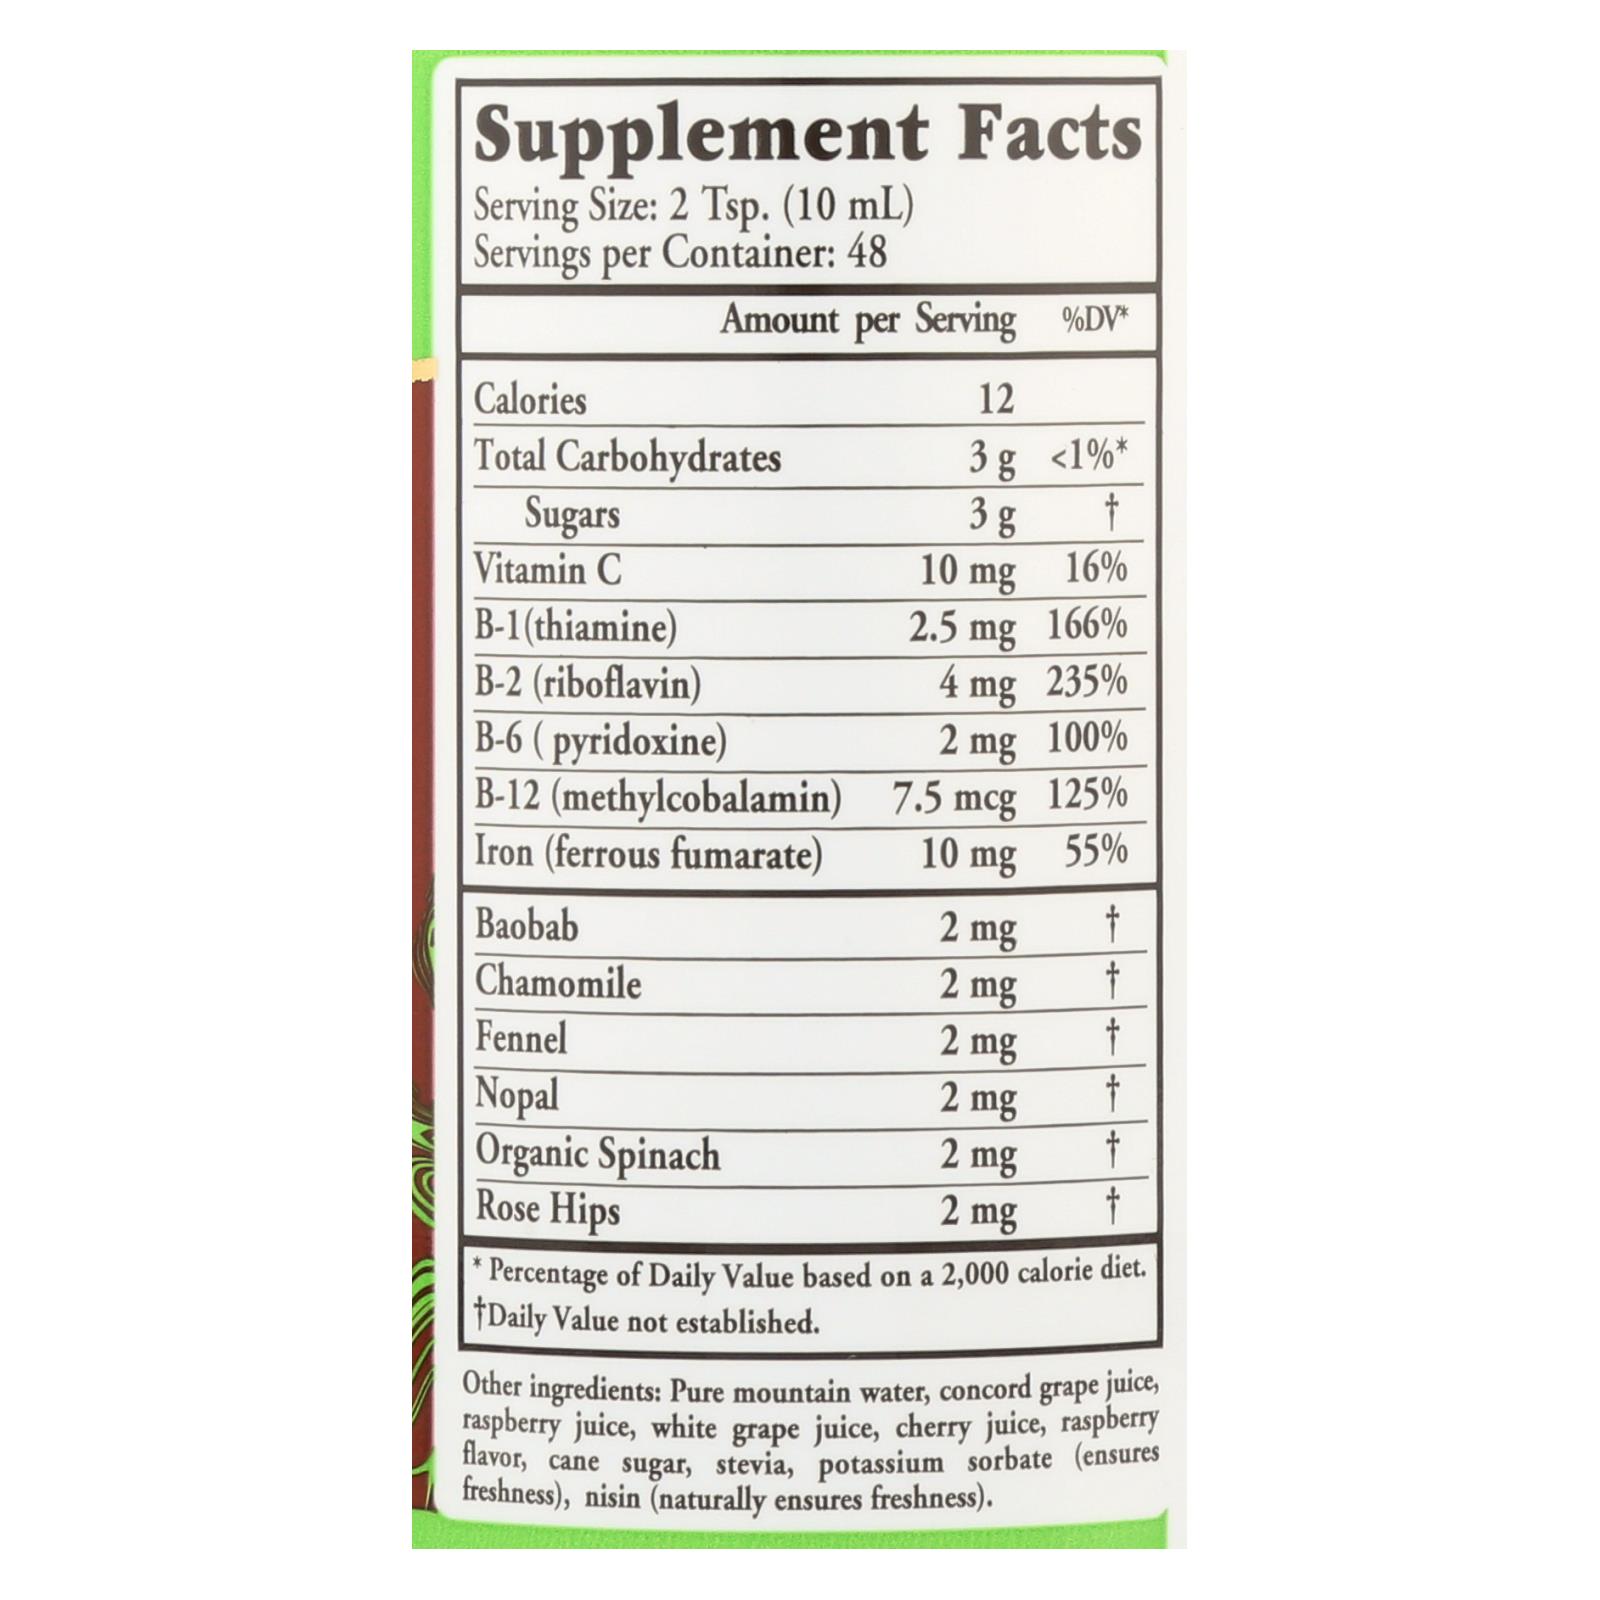 Supplement Facts
Serving Size: 2 Tsp. (10 mL)
Servings per Container: 48
Amount per Serving %DV*
Calories 12
Total Carbohydrates 3 g <1%*
Sugars 3 g †
Vitamin C 10 mg 16%
B-1(thiamine) 2.5 mg 166%
B-2 (riboflavin) 4 mg 235%
B-6 ( pyridoxine) 2 mg 100%
B-12 (methylcobalamin) 7.5 mcg 125%
Iron (ferrous fumarate) 10 mg 55%
Baobab 2 mg †
Chamomile 2 mg †
Fennel 2 mg †
Nopal 2 mg †
Organic Spinach 2 mg †
Rose Hips 2 mg †
* Percentage of Daily Value based on a 2,000 calorie diet.
†Daily Value not established.
Other ingredients: Pure mountain water, concord grape juice,
raspberry juice, white grape juice, cherry juice, raspberry
flavor, cane sugar, stevia, potassium sorbate (ensures
freshness), nisin (naturally ensures freshness).